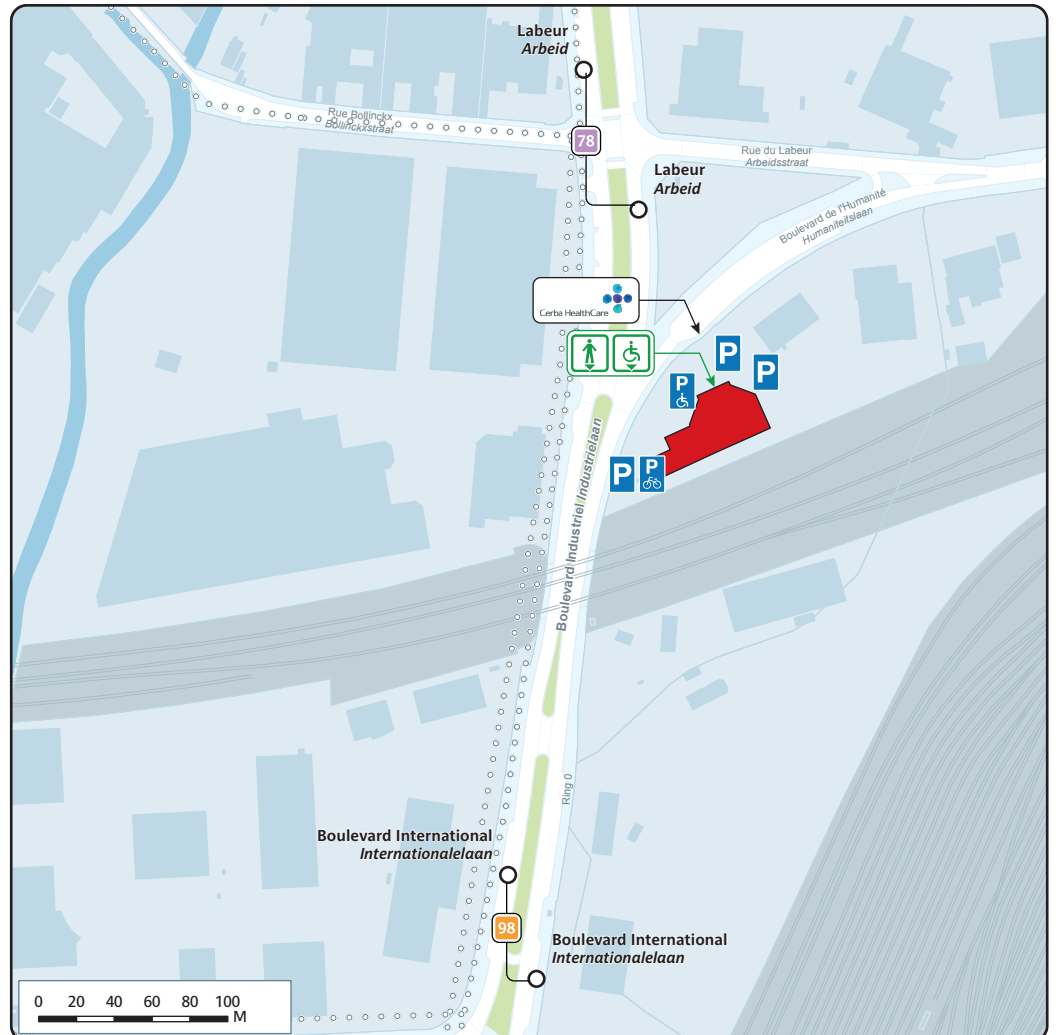 Labeur
Arbeid
Rue Bollinckx
Bollinckxstraat
78
Rue du Labeur
Arbeidsstraat
Labeur
Arbeid
Boulevard de l'Humanité
Humaniteitslaan
Cerba HealthCare
P
P
P
P
P
Boulevard Industriel Industrielaan
Ring 0
Boulevard International
Internationalelaan
98
Boulevard International
Internationalelaan
0 20 40 60 80 100
M